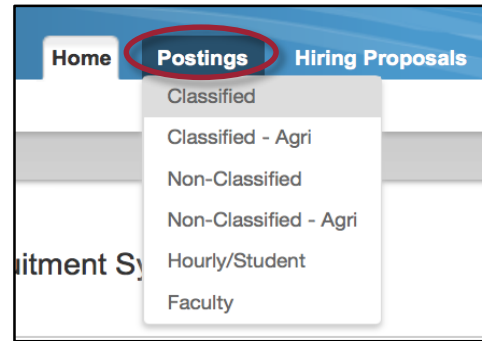 Home Postings Hiring Proposals
Classified
Classified - Agri
Non-Classified
Non-Classified - Agri
uitment Sy
Hourly/Student
Faculty